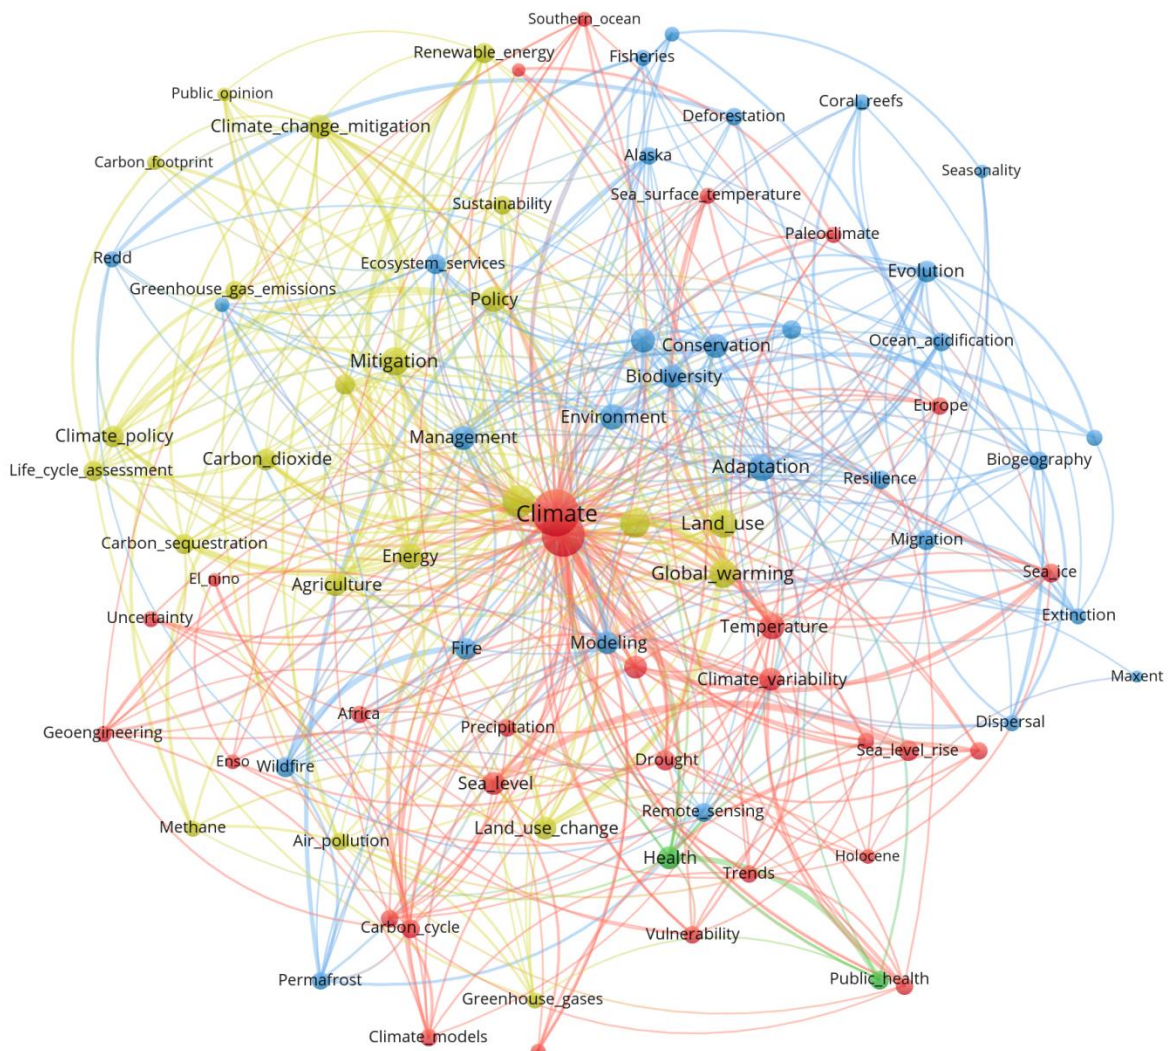 Southern_ocean
Renewable_energy
Fisheries
Public_opinion
Coral_reefs
Deforestation
Climate_change_mitigation
Alaska
Carbon_footprint
Seasonality
Sea_surface_temperature
Sustainability
Paleoclimate
Redd
Ecosystem_services
Evolution
Greenhouse_gas_emissions
Policy
Ocean_acidification
Conservation
Mitigation
Biodiversity
Europe
Environment
Climate_policy
Management
Carbon_dioxide
Biogeography
Adaptation
Life_cycle_assessment
Resilience
Climate
Land_use
Carbon_sequestration
Migration
Energy
Sea_ice
Global_warming
El_nino
Agriculture
Extinction
Uncertainty
Temperature
Modeling
Fire
Maxent
Climate_variability
Africa
Dispersal
Precipitation
Geoengineering
Sea_level_rise
Drought
Enso
Wildfire
Sea_level
Remote_sensing
Methane
Land_use_change
Air_pollution
Holocene
Health
Trends
Carbon_cycle
Vulnerability
Public_health
Permafrost
Greenhouse_gases
Climate_models